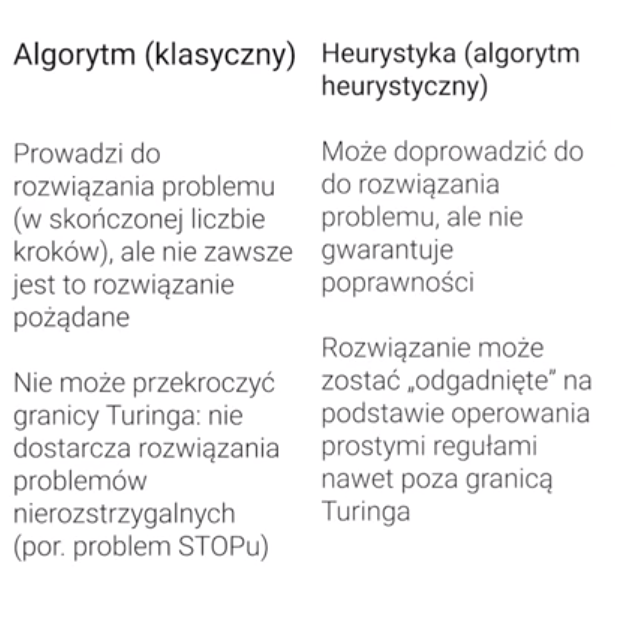 Algorytm (klasyczny)
Prowadzi do
rozwiązania problemu
(w skończonej liczbie
kroków), ale nie zawsze
jest to rozwiązanie
pożądane
Nie może przekroczyć
granicy Turinga: nie
dostarcza rozwiązania
problemów
nierozstrzygalnych
(por. problem STOPu)
Heurystyka (algorytm
heurystyczny)
Może doprowadzić do
do rozwiązania
problemu, ale nie
gwarantuje
poprawności
Rozwiązanie może
zostać „odgadnięte” na
podstawie operowania
prostymi regułami
nawet poza granicą
Turinga